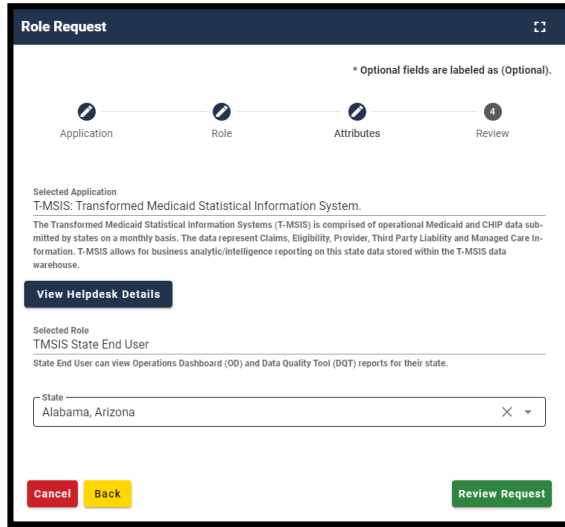 Role Request
* Optional fields are labeled as (Optional).
4
Application Role Attributes Review
Selected Application
T-MSIS: Transformed Medicaid Statistical Information System.
The Transformed Medicaid Statistical Information Systems (T-MSIS) is comprised of operational Medicaid and CHIP data sub-
mitted by states on a monthly basis. The data represent Claims, Eligibility, Provider, Third Party Liability and Managed Care In-
formation. T-MSIS allows for business analytic/intelligence reporting on this state data stored within the T-MSIS data
warehouse.
View Helpdesk Details
Selected Role
TMSIS State End User
State End User can view Operations Dashboard (OD) and Data Quality Tool (DQT) reports for their state.
State
Alabama, Arizona
Cancel Back Review Request